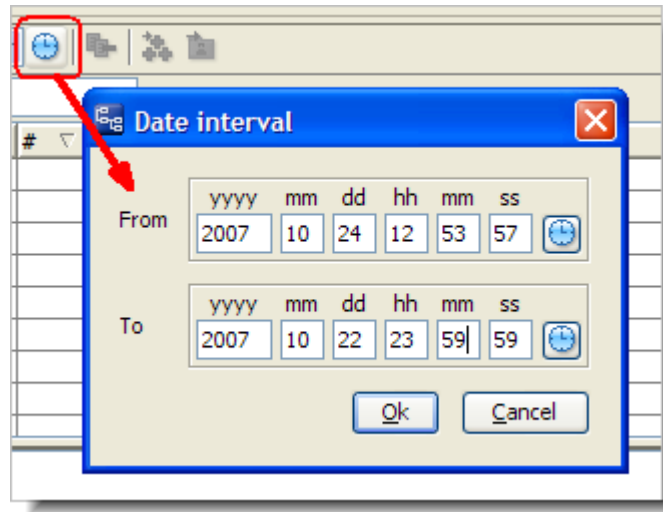 Date interval
#
yyyy mm dd hh mm ss
From 2007 10 24 12 53 57
yyyy mm dd hh mm ss
To 2007 10 22 23 59 59
Ok Cancel